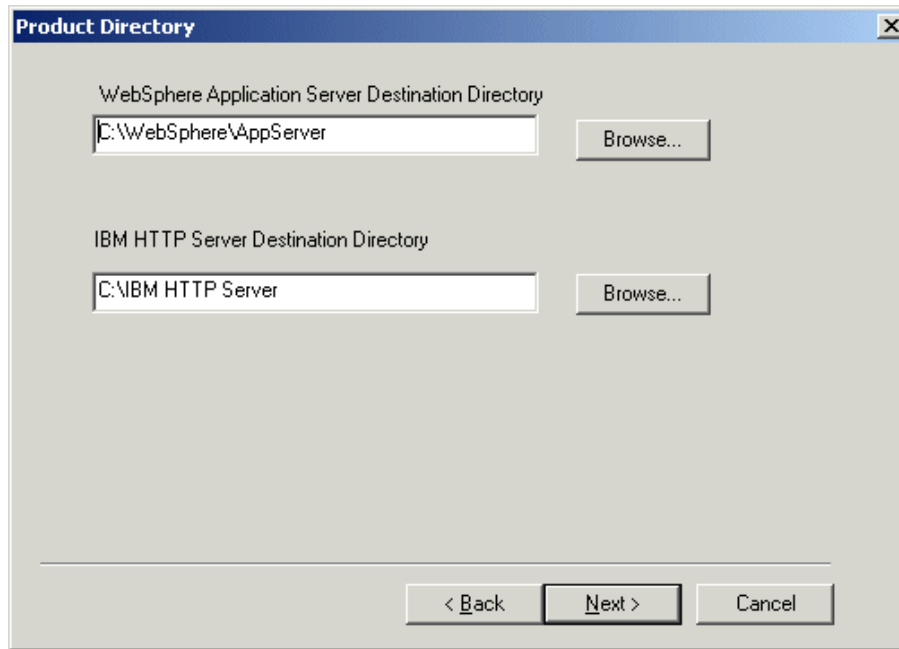 Product Directory
WebSphere Application Server Destination Directory
C:\WebSphere\AppServer
Browse...
IBM HTTP Server Destination Directory
C:\IBM HTTP Server
Browse...
< Back
Next >
Cancel